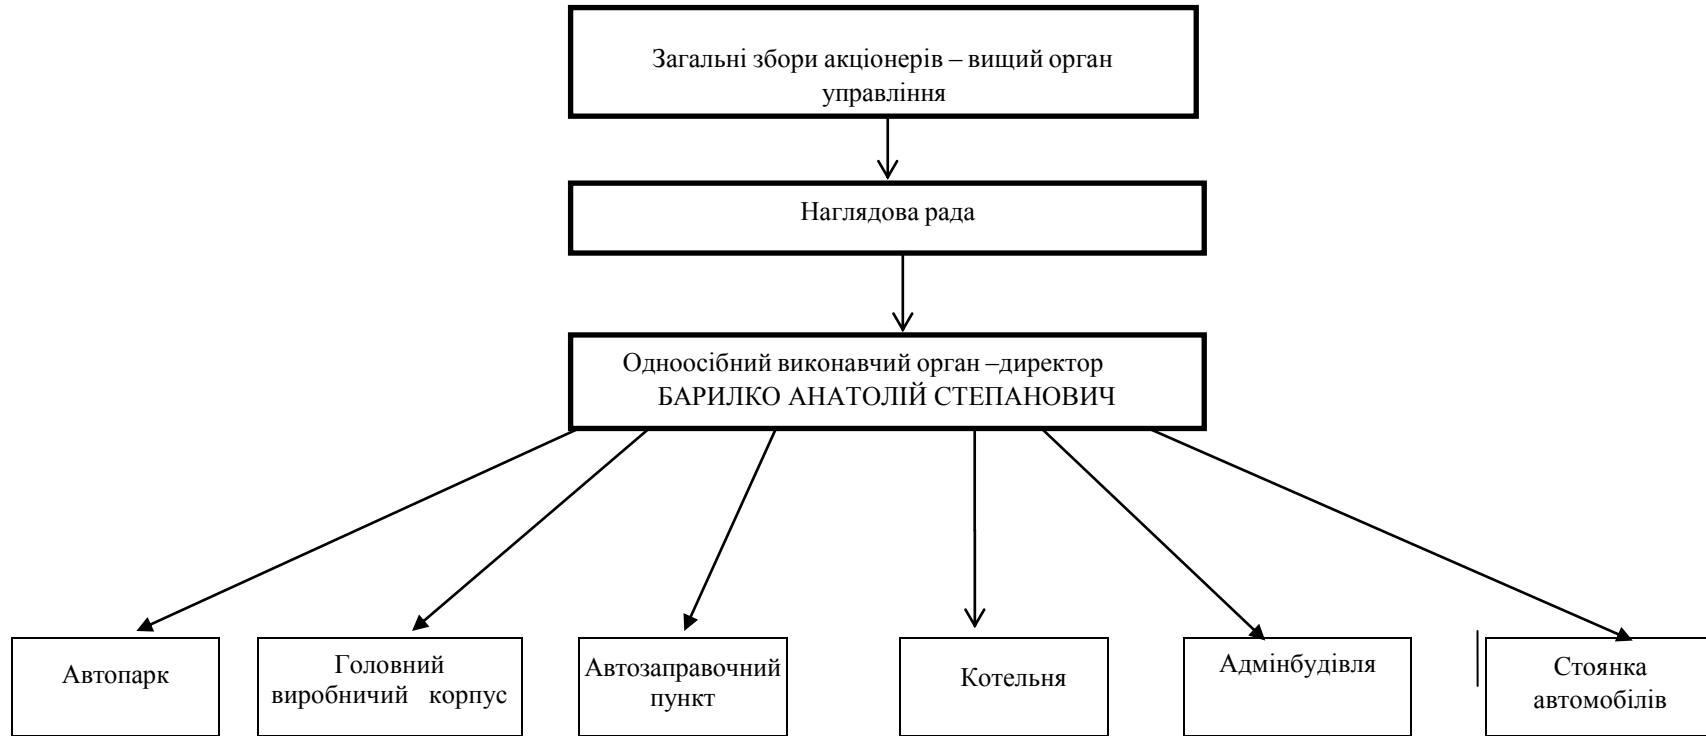 Загальні збори акціонерів – вищий орган
управління
Наглядова рада
Одноосібний виконавчий орган –директор
БАРИЛКО АНАТОЛІЙ СТЕПАНОВИЧ
Автопарк
Головний
виробничий корпус
Автозаправочний
пункт
Котельня
Адмінбудівля
Стоянка
автомобілів